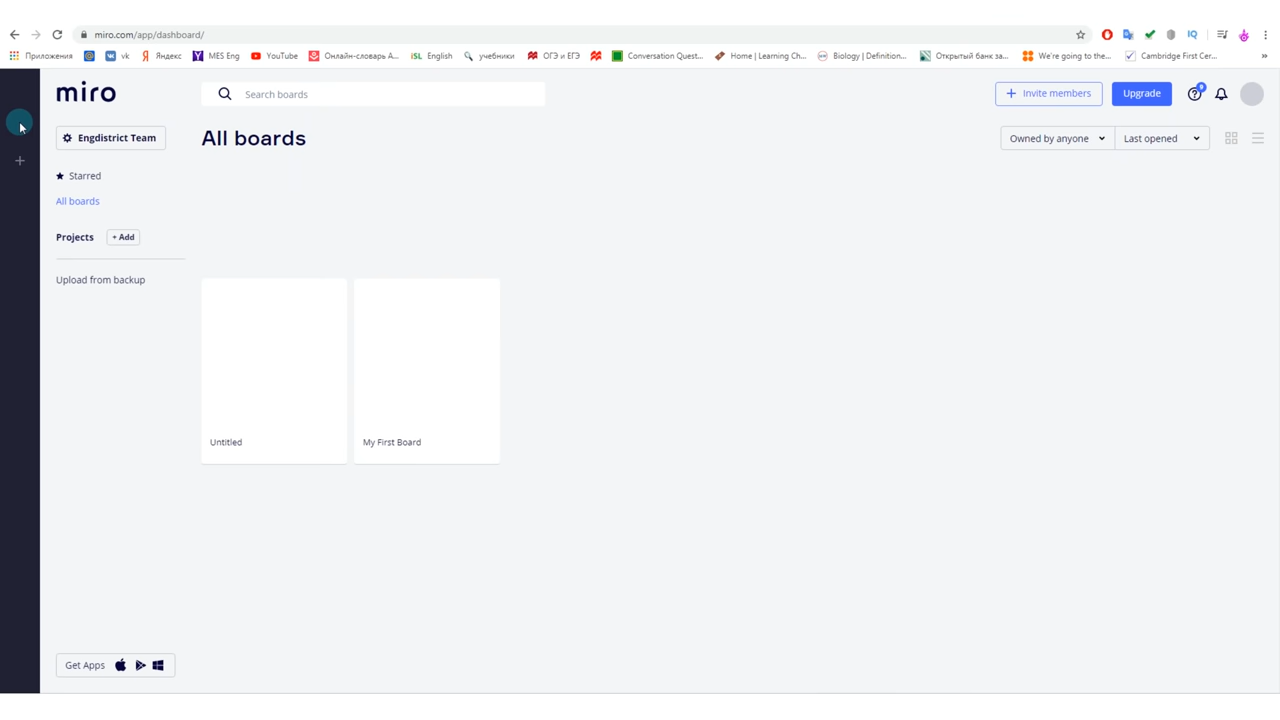 miro.com/app/dashboard/
Приложения vk Яндекс MES Eng YouTube Онлайн-словарь A... iSL English учебники ОГЭ и ЕГЭ Conversation Quest... Home | Learning Ch... Biology | Definition... Открытый банк за... We're going to the... Cambridge First Cer... »
miro
Search boards
+ Invite members
Upgrade
Engdistrict Team
All boards
Owned by anyone
Last opened
Starred
All boards
Projects
+ Add
Upload from backup
Untitled
My First Board
Get Apps